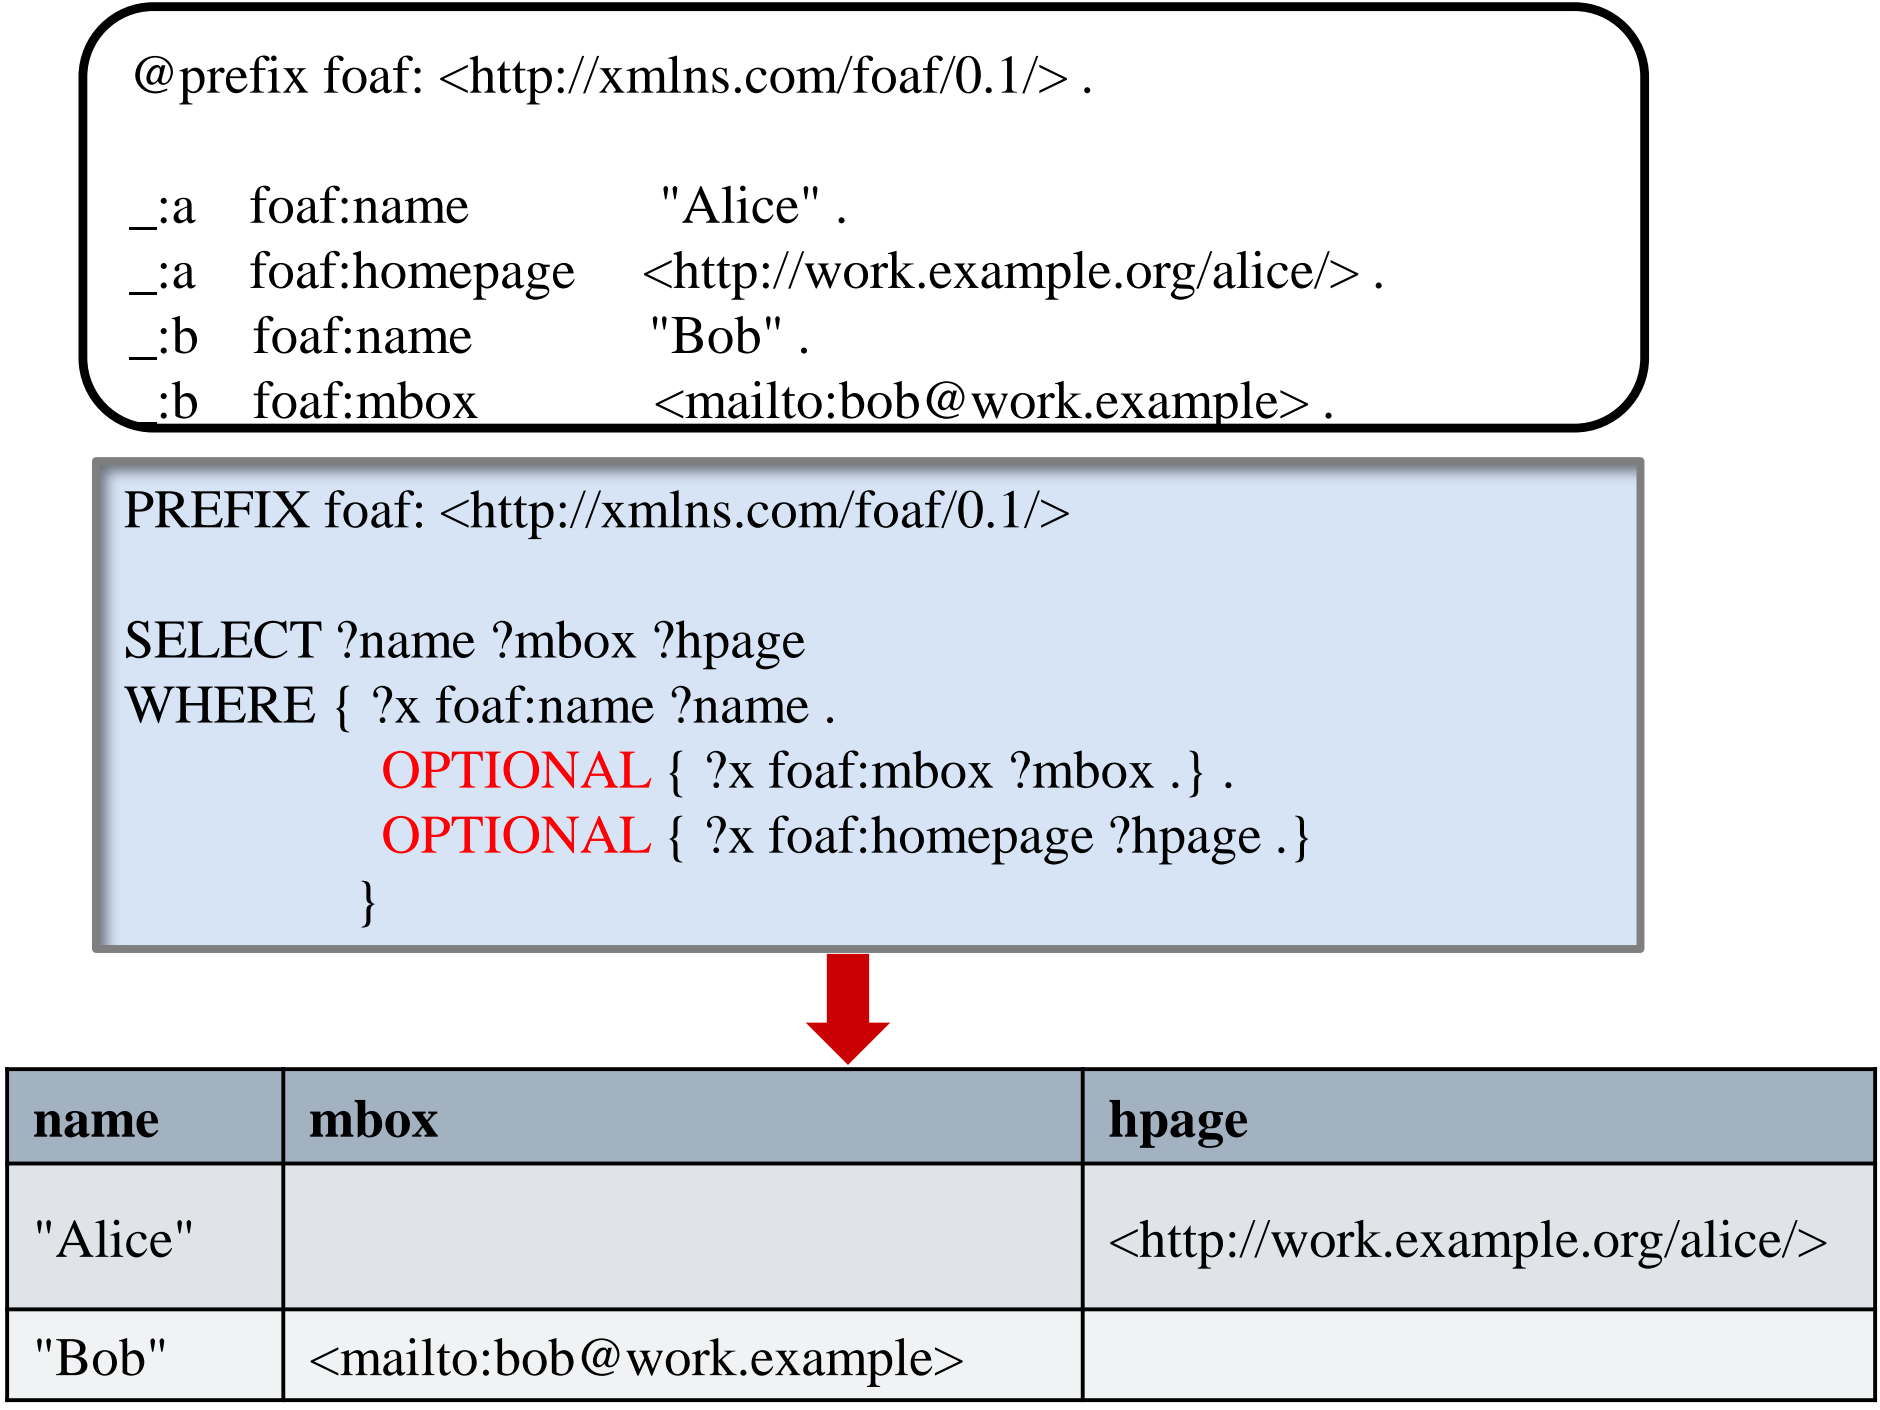 @prefix foaf: <http://xmlns.com/foaf/0.1/> .
_:a foaf:name "Alice" .
_:a foaf:homepage <http://work.example.org/alice/> .
_:b foaf:name "Bob" .
_:b foaf:mbox <mailto:bob@work.example> .
PREFIX foaf: <http://xmlns.com/foaf/0.1/>
SELECT ?name ?mbox ?hpage
WHERE { ?x foaf:name ?name .
OPTIONAL { ?x foaf:mbox ?mbox .} .
OPTIONAL { ?x foaf:homepage ?hpage .}
}
name mbox hpage
"Alice" <http://work.example.org/alice/>
"Bob" <mailto:bob@work.example>